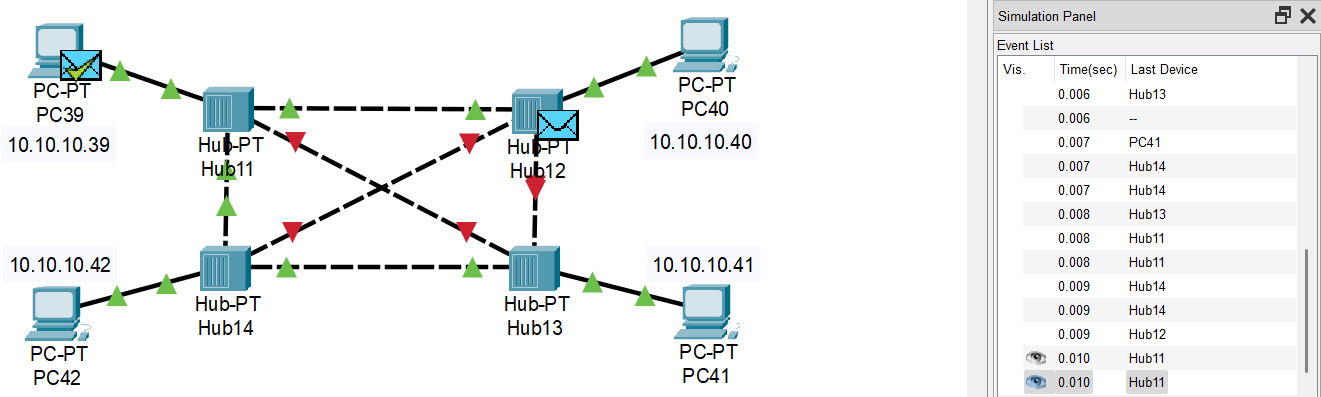 PC-PT
PC39
10.10.10.39
Hub-PT
Hub11
Hub-PT
Hub12
PC-PT
PC40
10.10.10.40
10.10.10.42
PC-PT
PC42
Hub-PT
Hub14
Hub-PT
Hub13
10.10.10.41
PC-PT
PC41
Simulation Panel
Event List
Vis. Time(sec) Last Device
0.006 Hub13
0.006 --
0.007 PC41
0.007 Hub14
0.007 Hub14
0.008 Hub13
0.008 Hub11
0.008 Hub11
0.009 Hub14
0.009 Hub14
0.009 Hub12
0.010 Hub11
0.010 Hub11